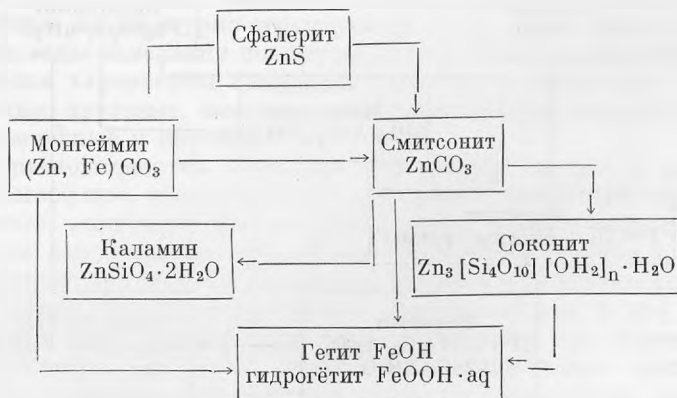 Сфалерит
ZnS
Монгеймит
(Zn, Fe) CO₃
Смитсонит
ZnCO₃
Каламин
ZnSiO₄·2H₂O
Соконит
Zn₃ [Si₄O₁₀] [OH₂]ₙ·H₂O
Гетит FeOH
гидрогётит FeOOH·aq